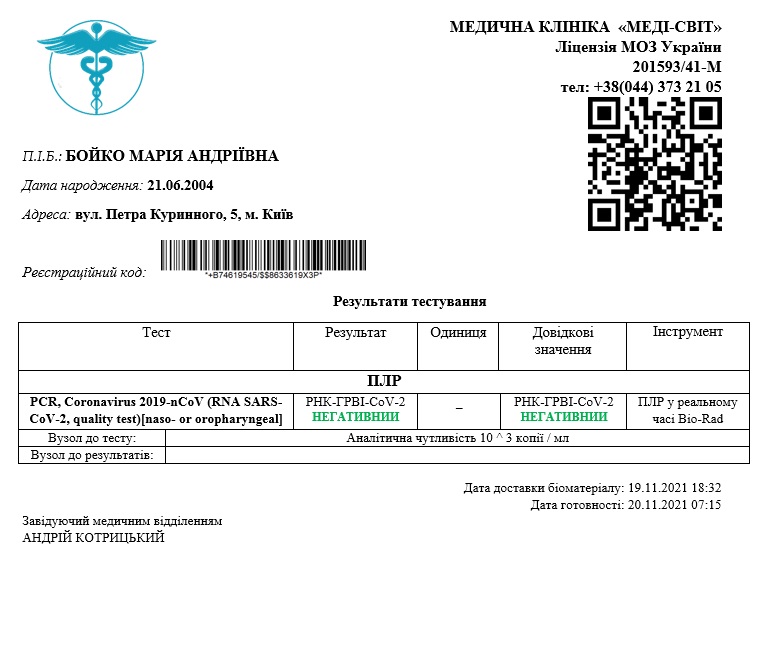 МЕДИЧНА КЛІНІКА «МЕДІ-СВІТ»
Ліцензія МОЗ України
201593/41-М
тел: +38(044) 373 21 05
П.І.Б.: БОЙКО МАРІЯ АНДРІЇВНА
Дата народження: 21.06.2004
Адреса: вул. Петра Куринного, 5, м. Київ
Реєстраційний код:
*+B74619545/$$8633619X3P*
Результати тестування
Тест Результат Одиниця Довідкові значення Інструмент
ПЛР
PCR, Coronavirus 2019-nCoV (RNA SARS- РНК-ГРВІ-CoV-2 – РНК-ГРВІ-CoV-2 ПЛР у реальному
CoV-2, quality test)[naso- or oropharyngeal] НЕГАТИВНИИ НЕГАТИВНИИ часі Bio-Rad
Вузол до тесту: Аналітична чутливість 10 ^ 3 копії / мл
Вузол до результатів:
Дата доставки біоматеріалу: 19.11.2021 18:32
Дата готовності: 20.11.2021 07:15
Завідуючий медичним відділенням
АНДРІЙ КОТРИЦЬКИЙ